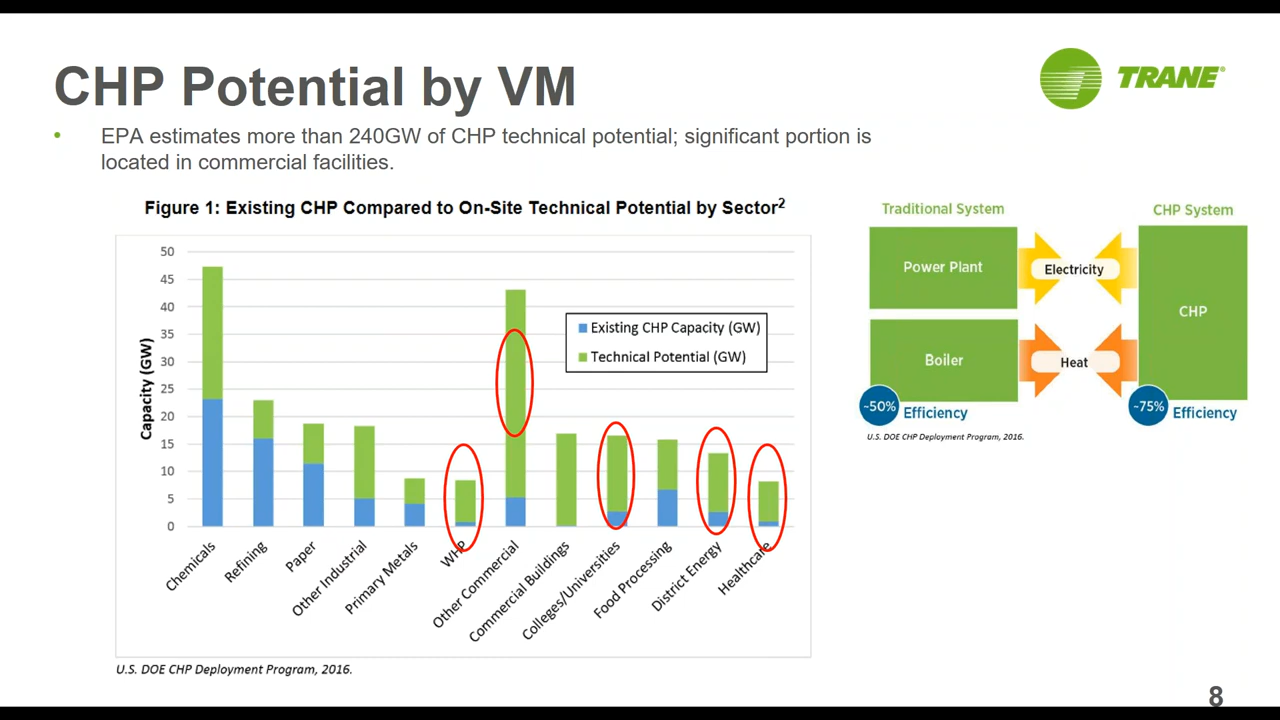 CHP Potential by VM
TRANE®
• EPA estimates more than 240GW of CHP technical potential; significant portion is
located in commercial facilities.
Figure 1: Existing CHP Compared to On-Site Technical Potential by Sector2
Capacity (GW)
50
45
40
35
30
25
20
15
10
5
0
Existing CHP Capacity (GW)
Technical Potential (GW)
Chemicals
Refining
Paper
Other Industrial
Primary Metals
WHP
Other Commercial
Commercial Buildings
Colleges/Universities
Food Processing
District Energy
Healthcare
U.S. DOE CHP Deployment Program, 2016.
Traditional System
CHP System
Power Plant
Electricity
CHP
Boiler
Heat
~50% Efficiency
~75% Efficiency
U.S. DOE CHP Deployment Program, 2016.
8